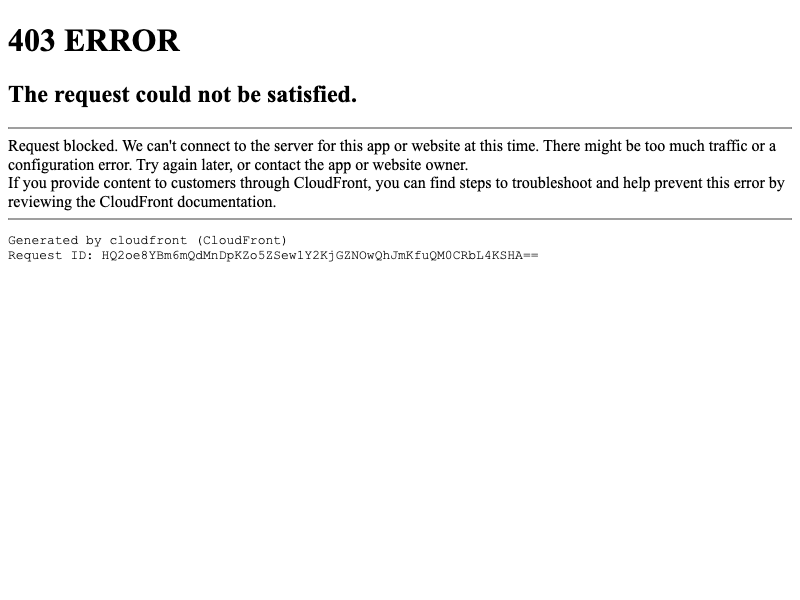 403 ERROR
The request could not be satisfied.
Request blocked. We can't connect to the server for this app or website at this time. There might be too much traffic or a
configuration error. Try again later, or contact the app or website owner.
If you provide content to customers through CloudFront, you can find steps to troubleshoot and help prevent this error by
reviewing the CloudFront documentation.
Generated by cloudfront (CloudFront)
Request ID: HQ2oe8YBm6mQdMnDpKZo5ZSew1Y2KjGZNOwQhJmKfuQM0CRbL4KSHA==